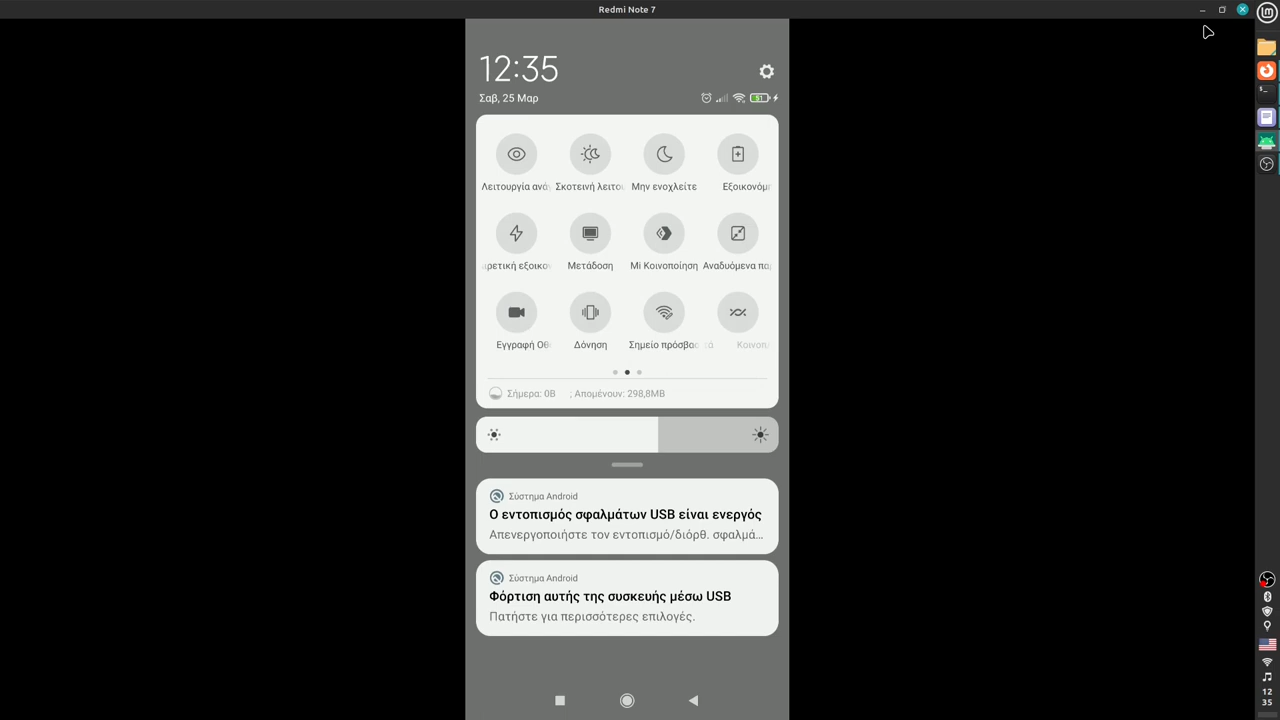 Redmi Note 7
12:35
Σαβ, 25 Μαρ
51
Λειτουργία ανά
Σκοτεινή λειτο
Μην ενοχλείτε
Εξοικονόμ
ιρετική εξοικον
Μετάδοση
Mi Κοινοποίηση
Αναδυόμενα πα
Εγγραφή Οθ
Δόνηση
Σημείο πρόσβασ
Κοινοπ
Σήμερα: 0B ; Απομένουν: 298,8MB
Σύστημα Android
Ο εντοπισμός σφαλμάτων USB είναι ενεργός
Απενεργοποιήστε τον εντοπισμό/διόρθ. σφαλμά...
Σύστημα Android
Φόρτιση αυτής της συσκευής μέσω USB
Πατήστε για περισσότερες επιλογές.
12
35